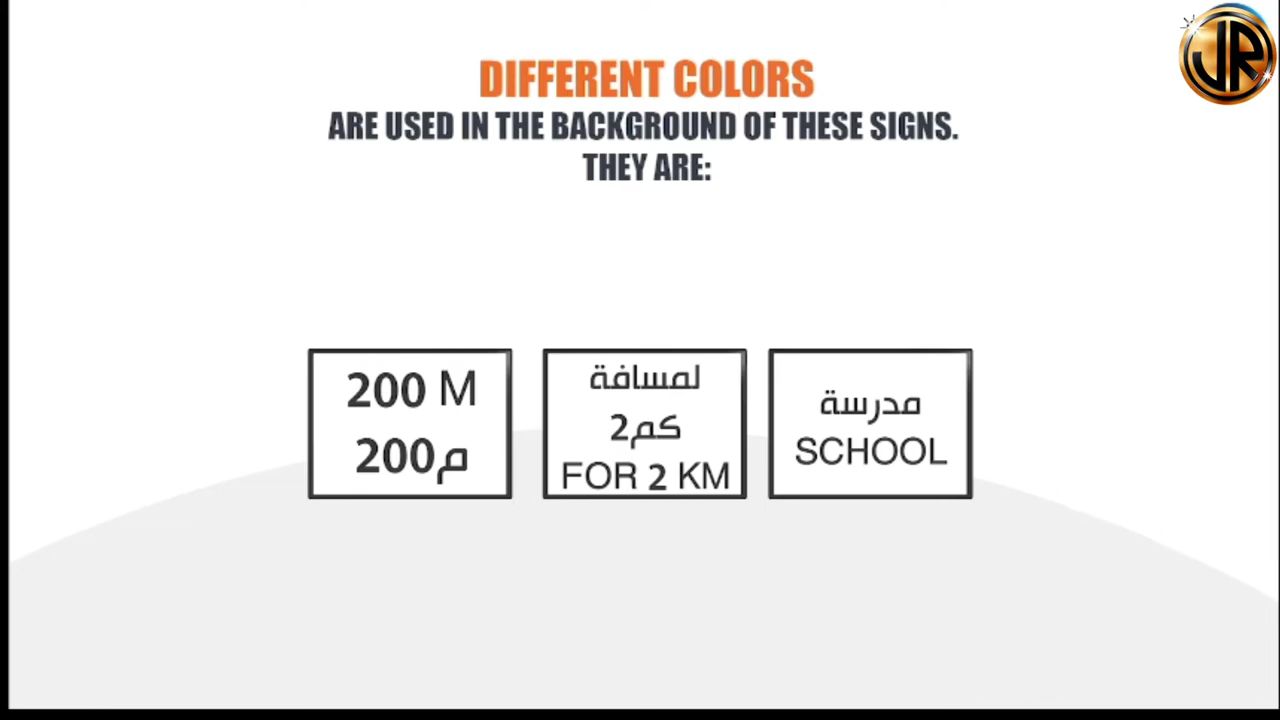 DIFFERENT COLORS
ARE USED IN THE BACKGROUND OF THESE SIGNS.
THEY ARE:
200 M
200م
لمسافة
2كم
FOR 2 KM
مدرسة
SCHOOL
JR